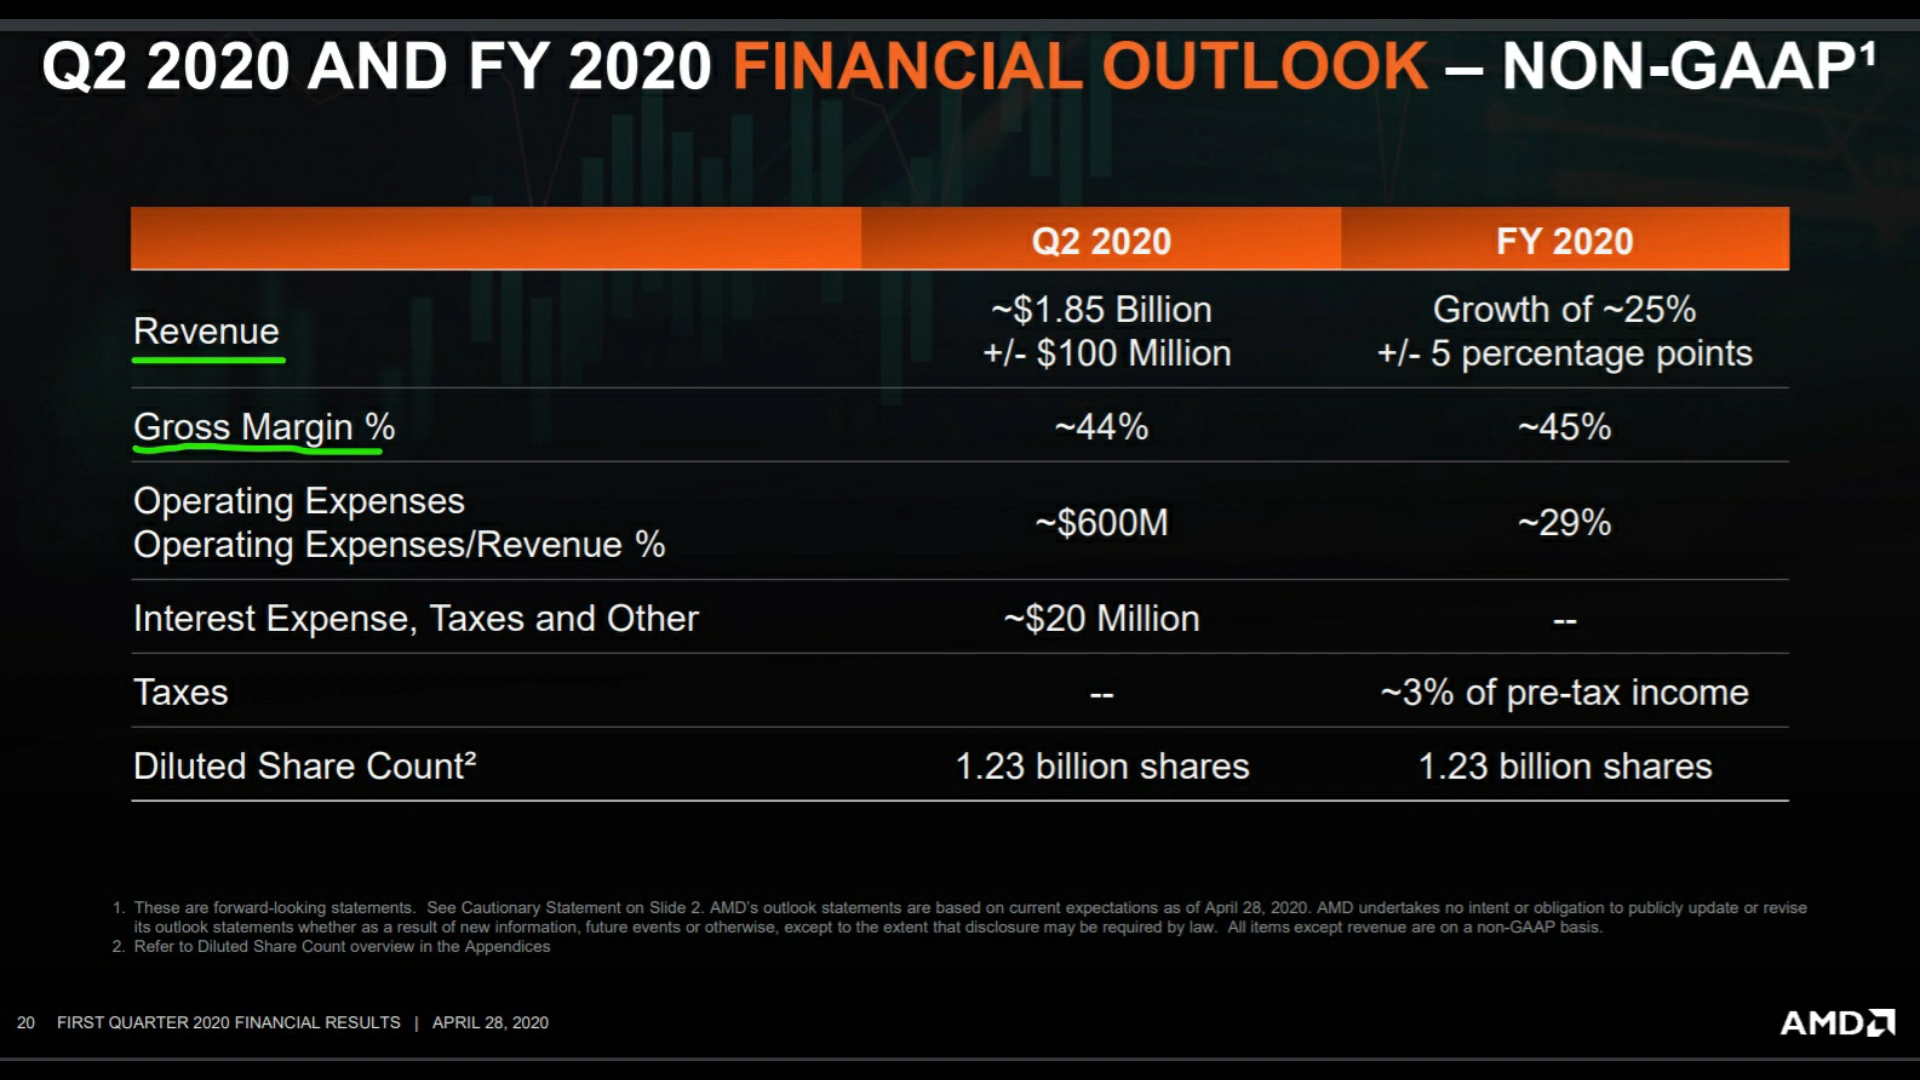 Q2 2020 AND FY 2020 FINANCIAL OUTLOOK – NON-GAAP¹
Q2 2020 FY 2020
Revenue ~$1.85 Billion +/- $100 Million Growth of ~25% +/- 5 percentage points
Gross Margin % ~44% ~45%
Operating Expenses
Operating Expenses/Revenue % ~$600M ~29%
Interest Expense, Taxes and Other ~$20 Million --
Taxes -- ~3% of pre-tax income
Diluted Share Count² 1.23 billion shares 1.23 billion shares
1. These are forward-looking statements. See Cautionary Statement on Slide 2. AMD's outlook statements are based on current expectations as of April 28, 2020. AMD undertakes no intent or obligation to publicly update or revise
its outlook statements whether as a result of new information, future events or otherwise, except to the extent that disclosure may be required by law. All items except revenue are on a non-GAAP basis.
2. Refer to Diluted Share Count overview in the Appendices
20 FIRST QUARTER 2020 FINANCIAL RESULTS | APRIL 28, 2020
AMD